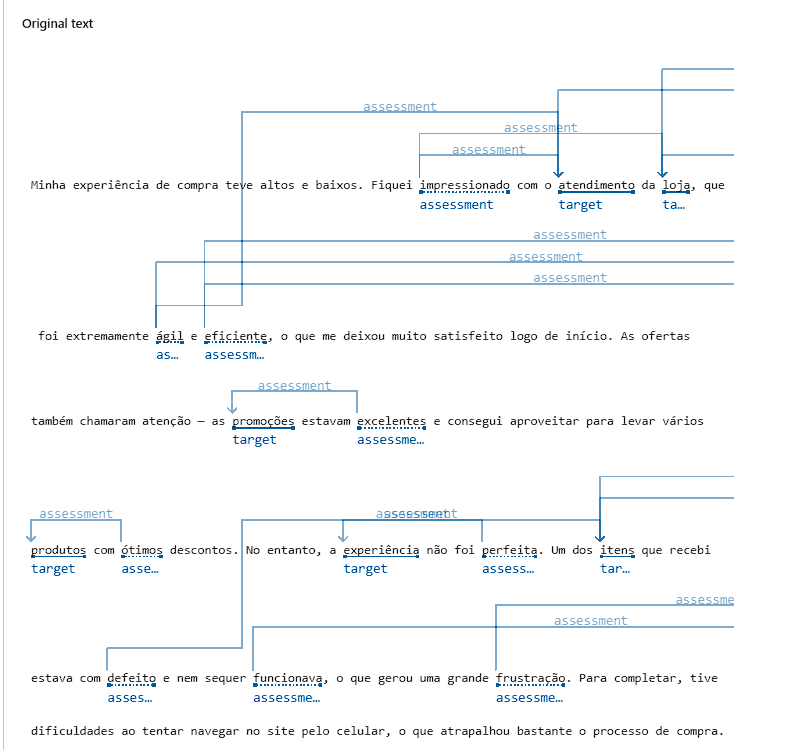 Original text
assessment
assessment
assessment
Minha experiência de compra teve altos e baixos. Fiquei impressionado com o atendimento da loja, que
assessment target ta…
assessment
assessment
assessment
foi extremamente ágil e eficiente, o que me deixou muito satisfeito logo de início. As ofertas
as… assessm…
assessment
também chamaram atenção — as promoções estavam excelentes e consegui aproveitar para levar vários
target assessme…
assessment assessment assessment
produtos com ótimos descontos. No entanto, a experiência não foi perfeita. Um dos itens que recebi
target asse… target assess… tar…
assessme
assessment
estava com defeito e nem sequer funcionava, o que gerou uma grande frustração. Para completar, tive
asses… assessme… assessme…
dificuldades ao tentar navegar no site pelo celular, o que atrapalhou bastante o processo de compra.